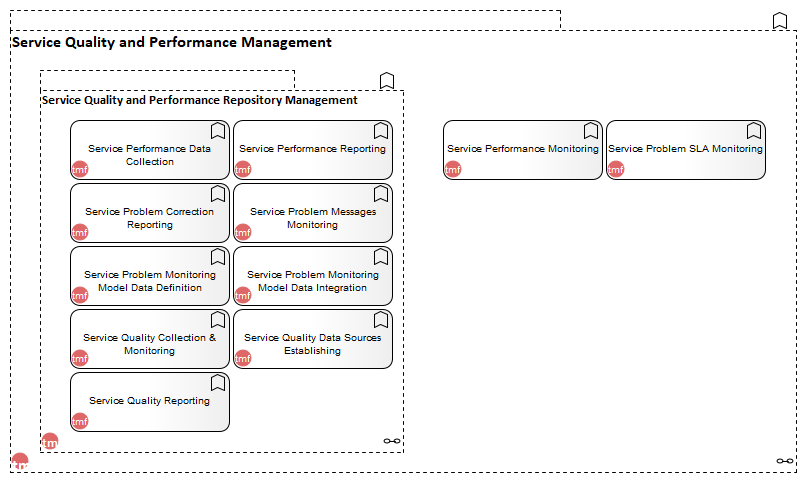 Service Quality and Performance Management
Service Quality and Performance Repository Management
Service Performance Data
Collection
tmf
Service Performance Reporting
tmf
Service Performance Monitoring
tmf
Service Problem SLA Monitoring
tmf
Service Problem Correction
Reporting
tmf
Service Problem Messages
Monitoring
tmf
Service Problem Monitoring
Model Data Definition
tmf
Service Problem Monitoring
Model Data Integration
tmf
Service Quality Collection &
Monitoring
tmf
Service Quality Data Sources
Establishing
tmf
Service Quality Reporting
tmf
tm
tm